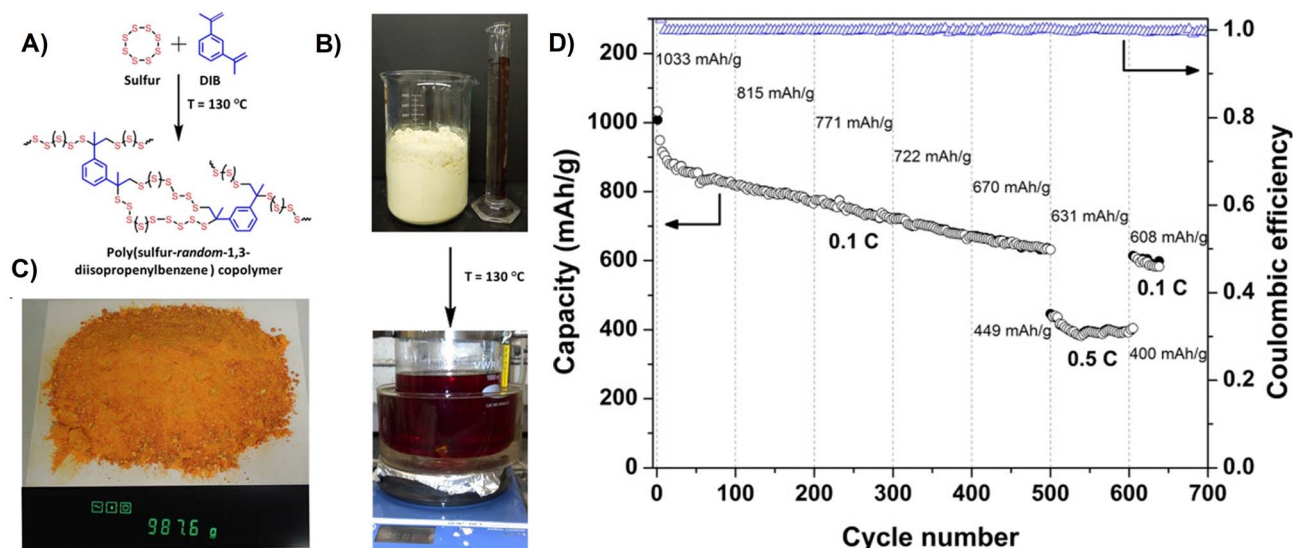 A)
S S S S S S S S
+
Sulfur DIB
T = 130 °C
Poly(sulfur-random-1,3-
diisopropenylbenzene) copolymer
B)
T = 130 °C
VWR
C)
987.6 g
D)
Capacity (mAh/g)
1200
1000
800
600
400
200
0
1033 mAh/g
815 mAh/g
771 mAh/g
722 mAh/g
670 mAh/g
631 mAh/g
608 mAh/g
0.1 C
0.1 C
449 mAh/g
0.5 C
400 mAh/g
0 100 200 300 400 500 600 700
Cycle number
1.0
0.8
0.6
0.4
0.2
0.0
Coulombic efficiency